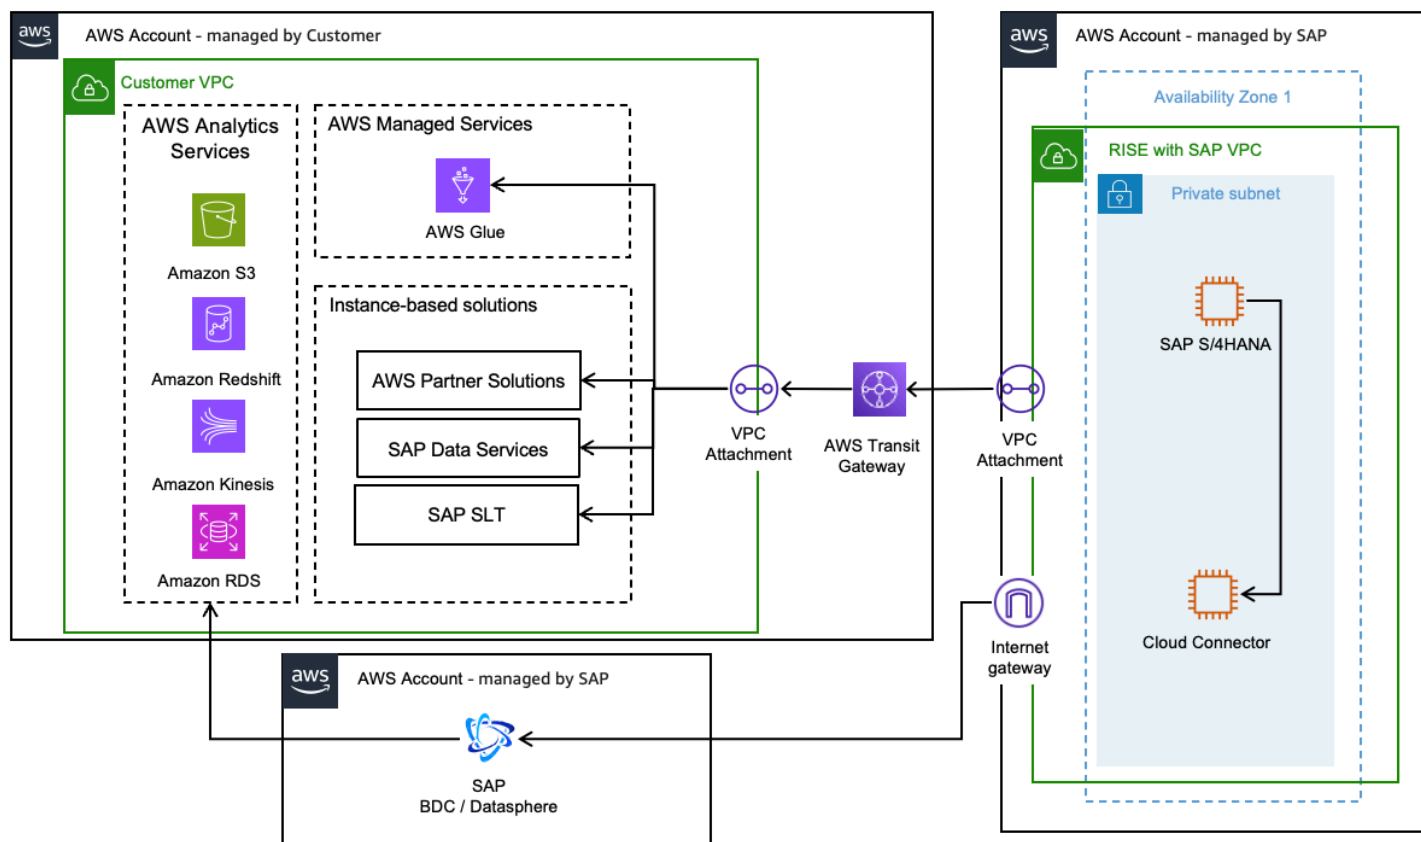 aws
AWS Account - managed by Customer
Customer VPC
AWS Analytics
Services
Amazon S3
Amazon Redshift
Amazon Kinesis
Amazon RDS
AWS Managed Services
AWS Glue
Instance-based solutions
AWS Partner Solutions
SAP Data Services
SAP SLT
VPC
Attachment
AWS Transit
Gateway
VPC
Attachment
Internet
gateway
aws
AWS Account - managed by SAP
Availability Zone 1
RISE with SAP VPC
Private subnet
SAP S/4HANA
Cloud Connector
aws
AWS Account - managed by SAP
SAP
BDC / Datasphere